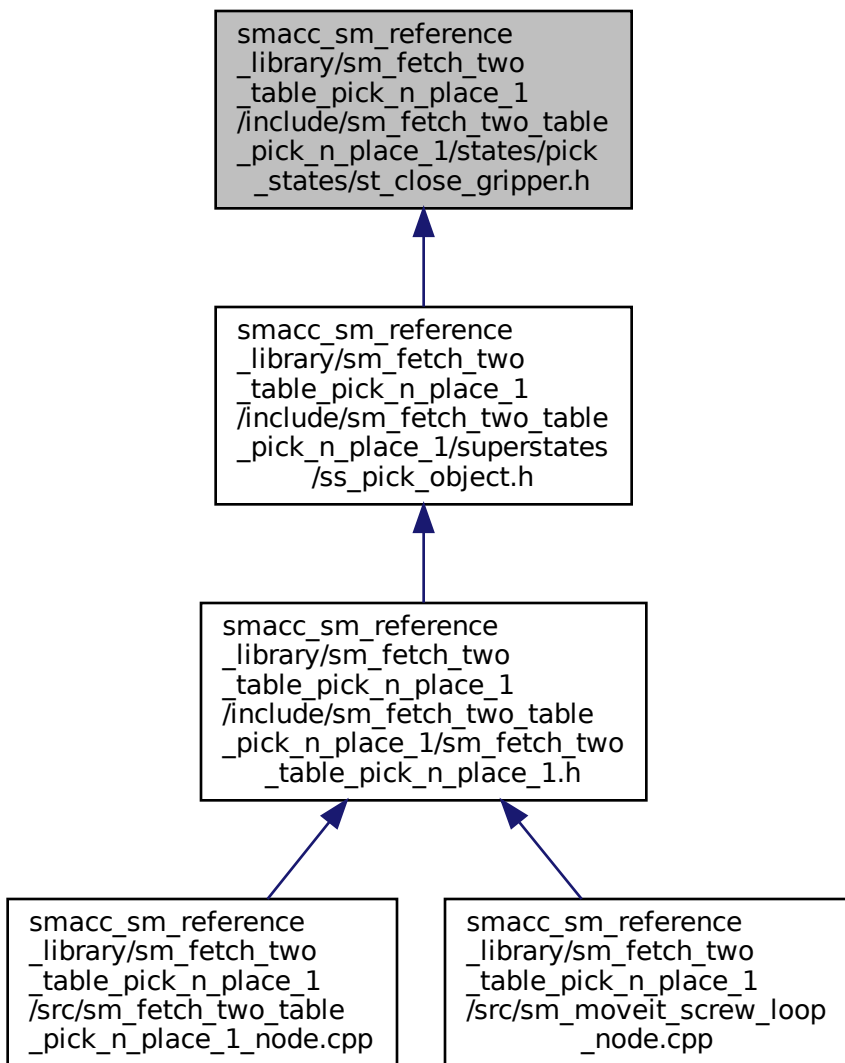 smacc_sm_reference
_library/sm_fetch_two
_table_pick_n_place_1
/include/sm_fetch_two_table
_pick_n_place_1/states/pick
_states/st_close_gripper.h
smacc_sm_reference
_library/sm_fetch_two
_table_pick_n_place_1
/include/sm_fetch_two_table
_pick_n_place_1/superstates
/ss_pick_object.h
smacc_sm_reference
_library/sm_fetch_two
_table_pick_n_place_1
/include/sm_fetch_two_table
_pick_n_place_1/sm_fetch_two
_table_pick_n_place_1.h
smacc_sm_reference
_library/sm_fetch_two
_table_pick_n_place_1
/src/sm_fetch_two_table
_pick_n_place_1_node.cpp
smacc_sm_reference
_library/sm_fetch_two
_table_pick_n_place_1
/src/sm_moveit_screw_loop
_node.cpp